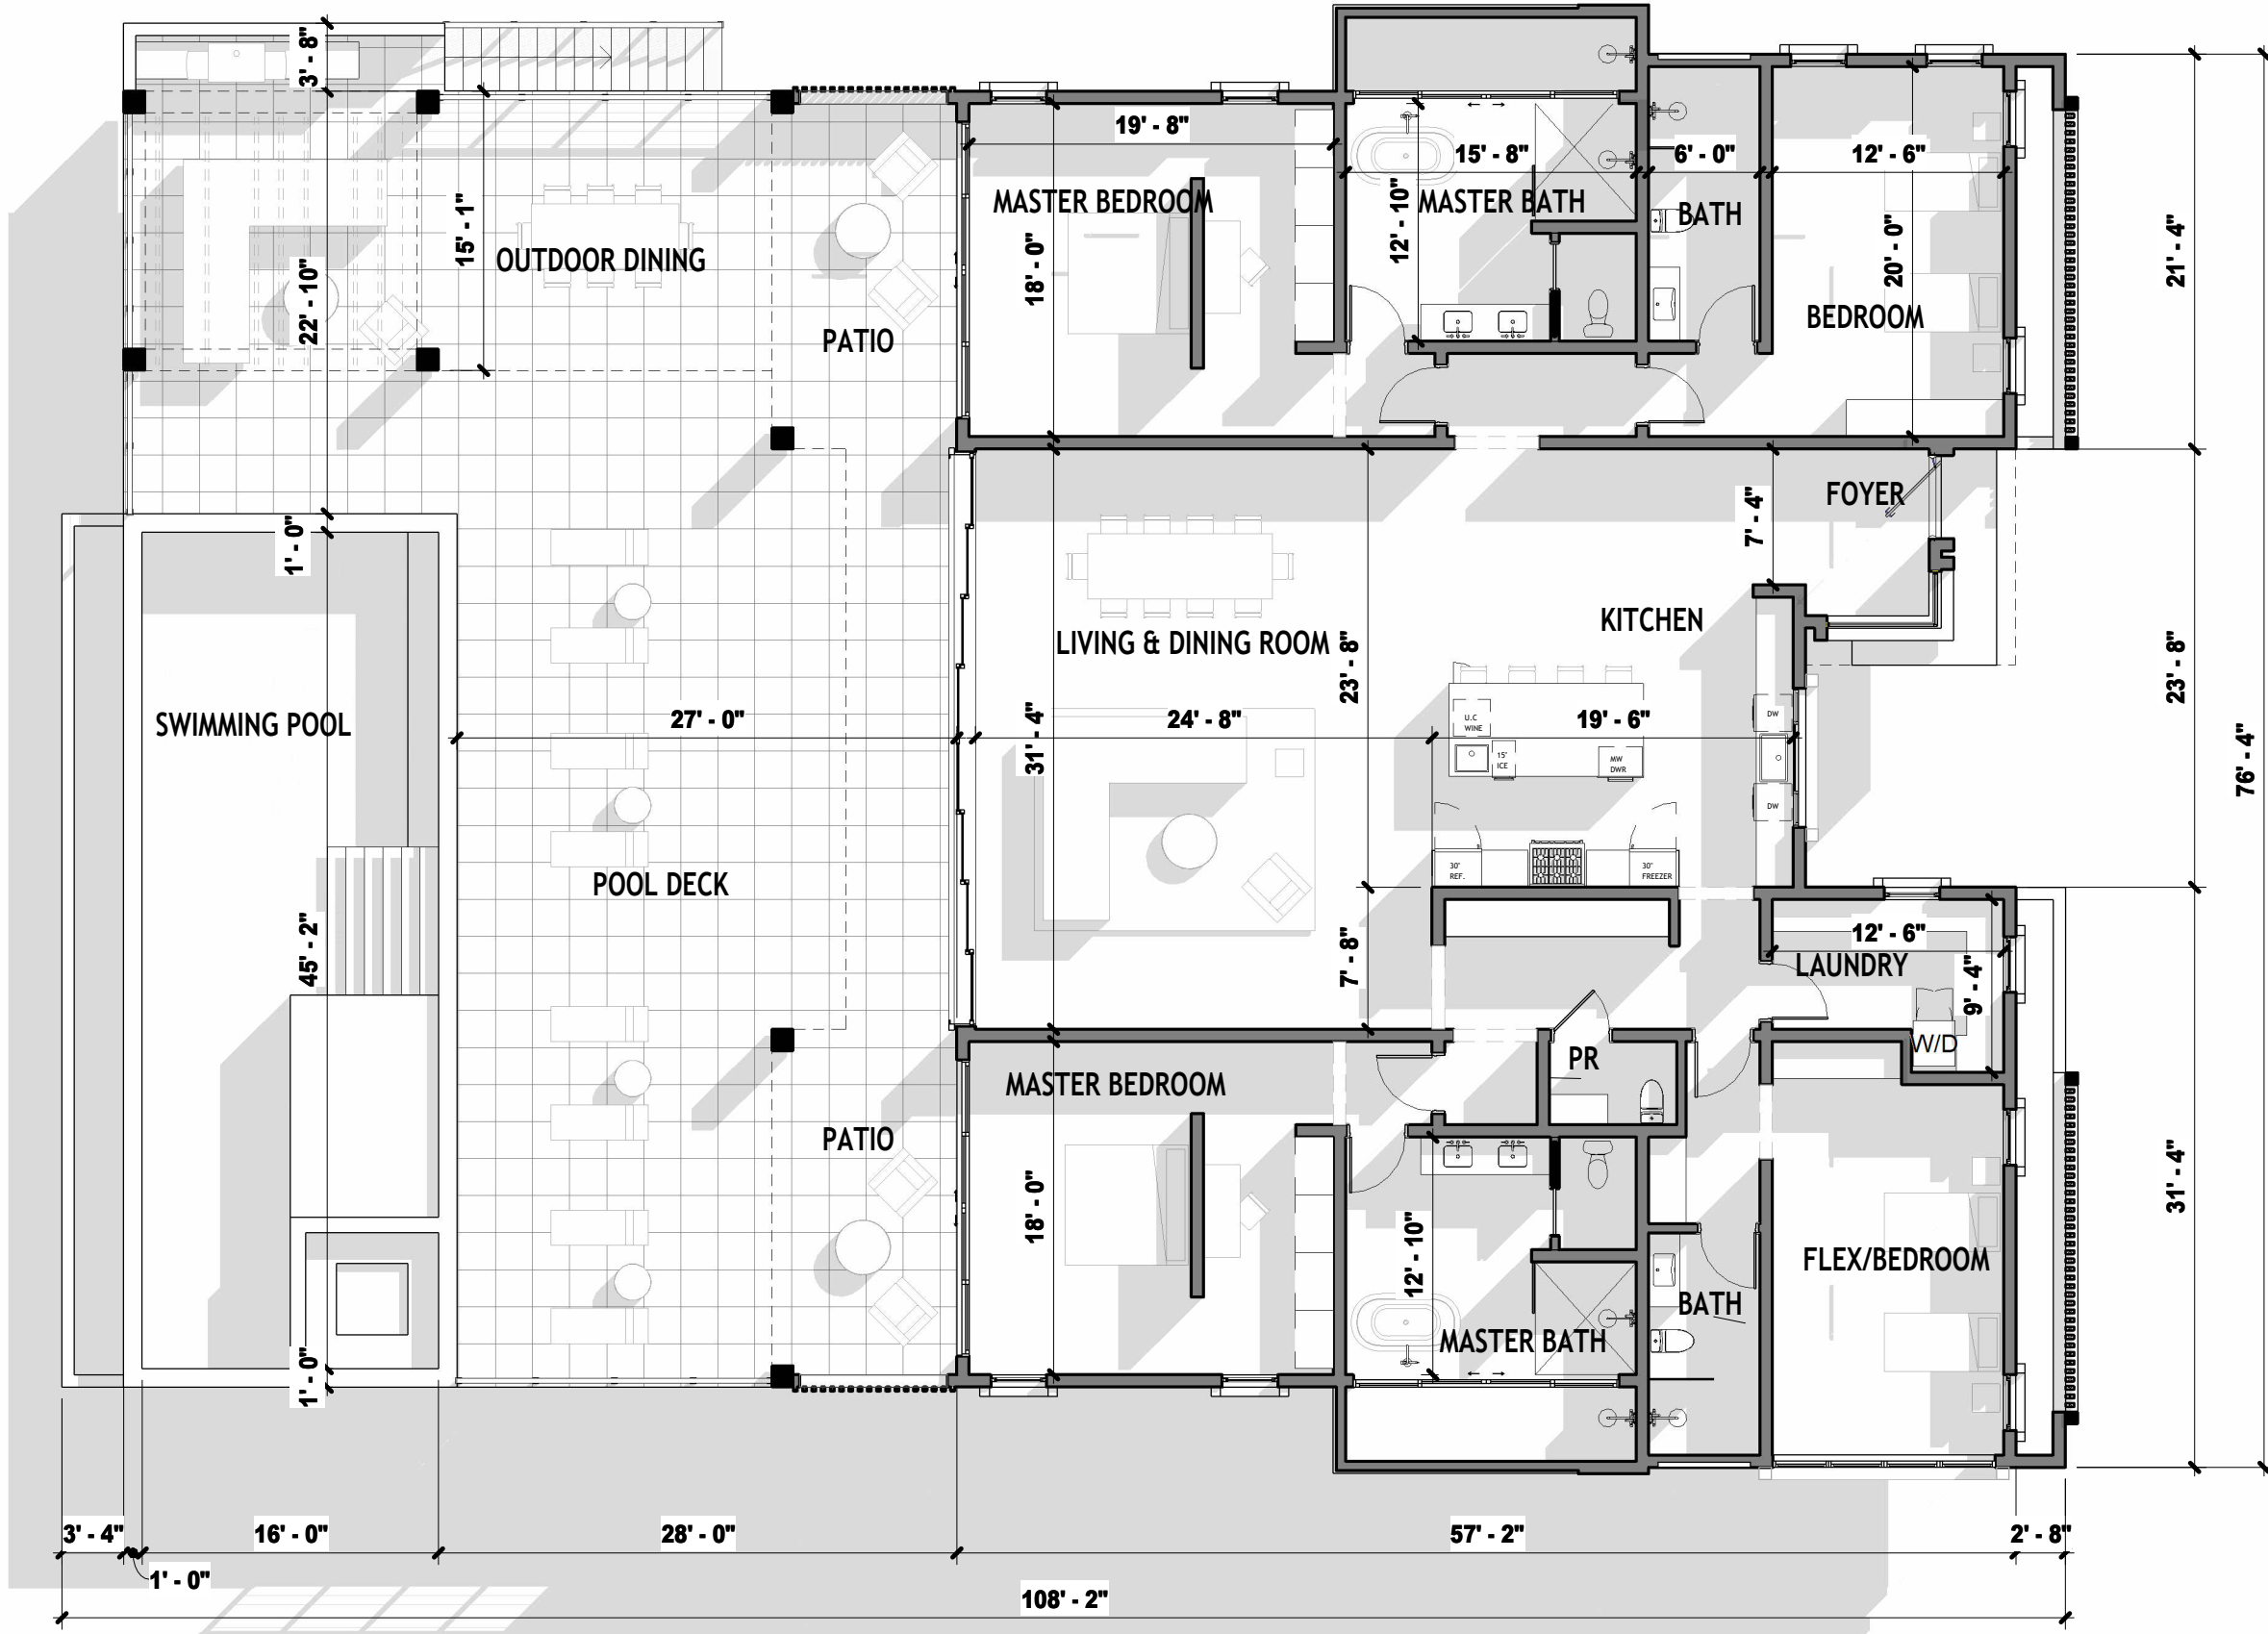 3' - 8"
19' - 8"
15' - 8"
6' - 0"
12' - 6"
MASTER BEDROOM
MASTER BATH
BATH
12' - 10"
15' - 1"
OUTDOOR DINING
18' - 0"
20' - 0"
21' - 4"
22' - 10"
PATIO
BEDROOM
FOYER
7' - 4"
1' - 0"
KITCHEN
LIVING & DINING ROOM
23' - 8"
23' - 8"
SWIMMING POOL
27' - 0"
31' - 4"
24' - 8"
19' - 6"
U.C
WINE
15"
ICE
MW
DWR
DW
DW
76' - 4"
POOL DECK
30"
REF.
30"
FREEZER
45' - 2"
7' - 8"
12' - 6"
LAUNDRY
9' - 4"
W/D
PR
MASTER BEDROOM
PATIO
18' - 0"
31' - 4"
12' - 10"
FLEX/BEDROOM
BATH
MASTER BATH
1' - 0"
3' - 4"
16' - 0"
28' - 0"
57' - 2"
2' - 8"
1' - 0"
108' - 2"